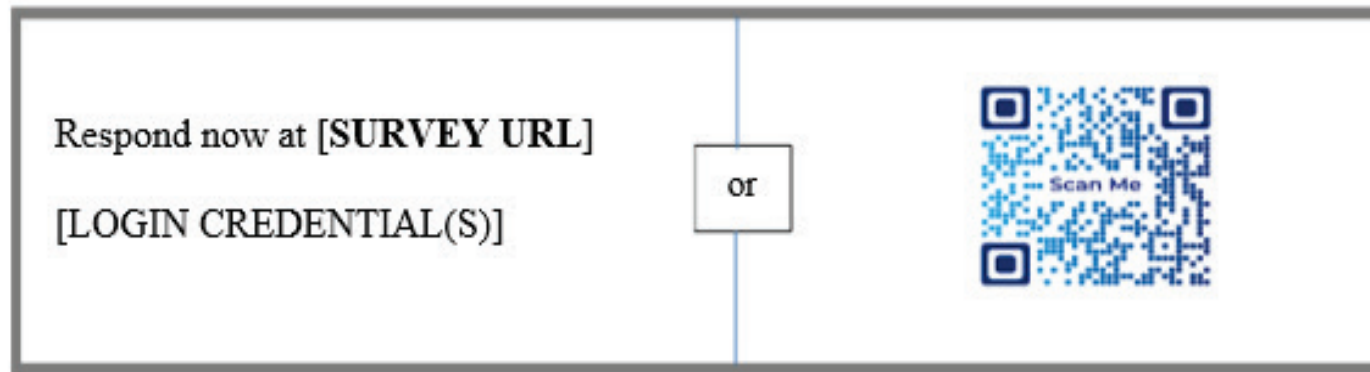 Respond now at [SURVEY URL]
[LOGIN CREDENTIAL(S)]
or
Scan Me